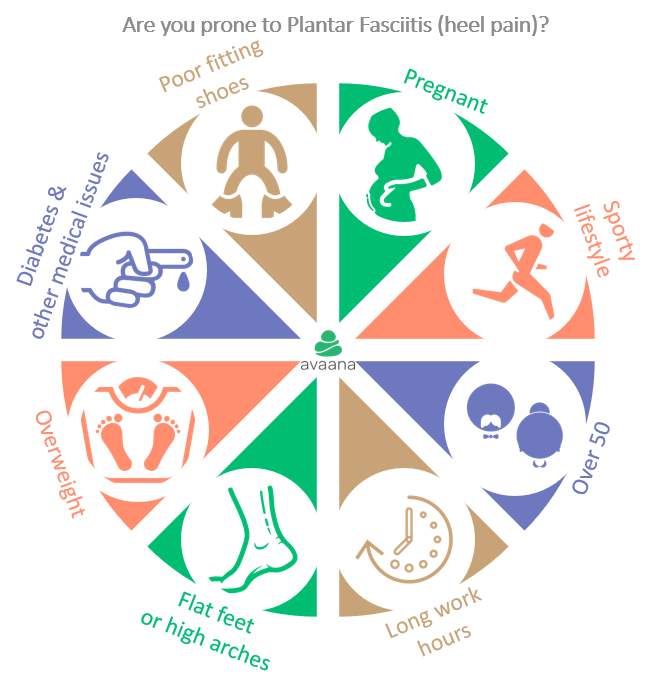 Are you prone to Plantar Fasciitis (heel pain)?
Poor fitting
shoes
Pregnant
Sporty
lifestyle
Diabetes &
other medical issues
avaana
Overweight
Over 50
Flat feet
or high arches
Long work
hours